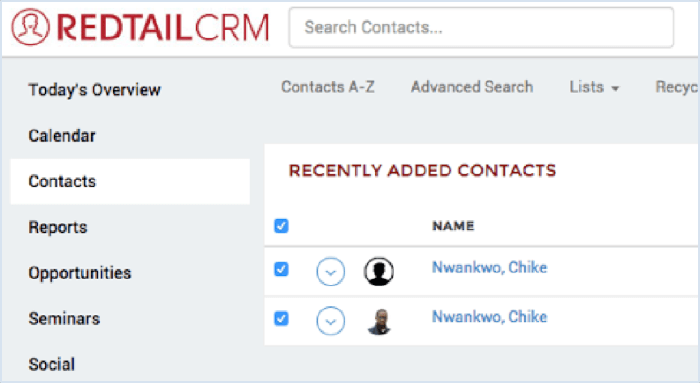 REDTAILCRM
Search Contacts...
Today's Overview
Calendar
Contacts
Reports
Opportunities
Seminars
Social
Contacts A-Z
Advanced Search
Lists
Recyc
RECENTLY ADDED CONTACTS
NAME
Nwankwo, Chike
Nwankwo, Chike